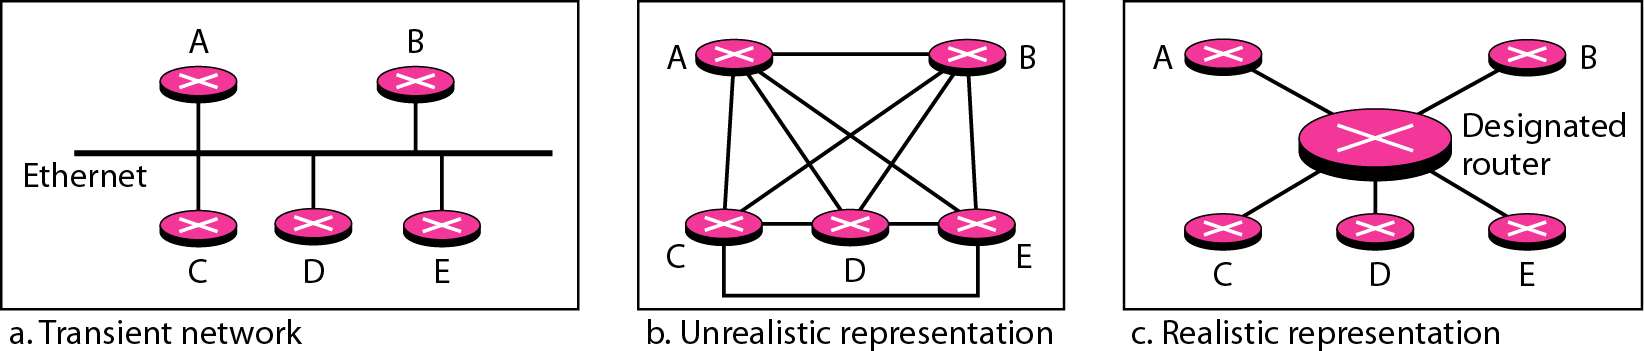 A
B
Ethernet
C
D
E
a. Transient network
A
B
C
D
E
b. Unrealistic representation
A
B
Designated
router
C
D
E
c. Realistic representation